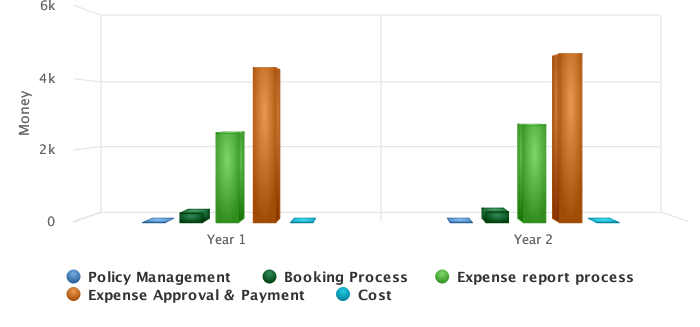 6k
4k
Money
2k
0
Year 1 Year 2
Policy Management Booking Process Expense report process
Expense Approval & Payment Cost